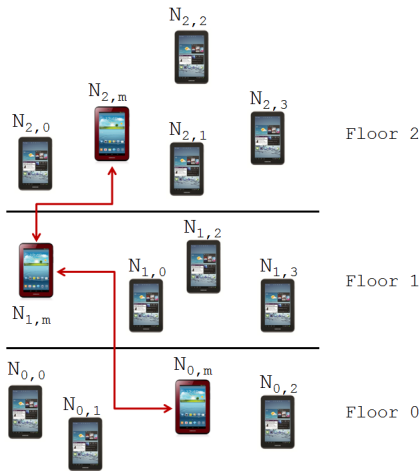 N2,2
N2,m
N2,3
N2,0
N2,1
Floor 2
N1,2
N1,0
N1,3
Floor 1
N1,m
N0,0
N0,m
N0,2
N0,1
Floor 0